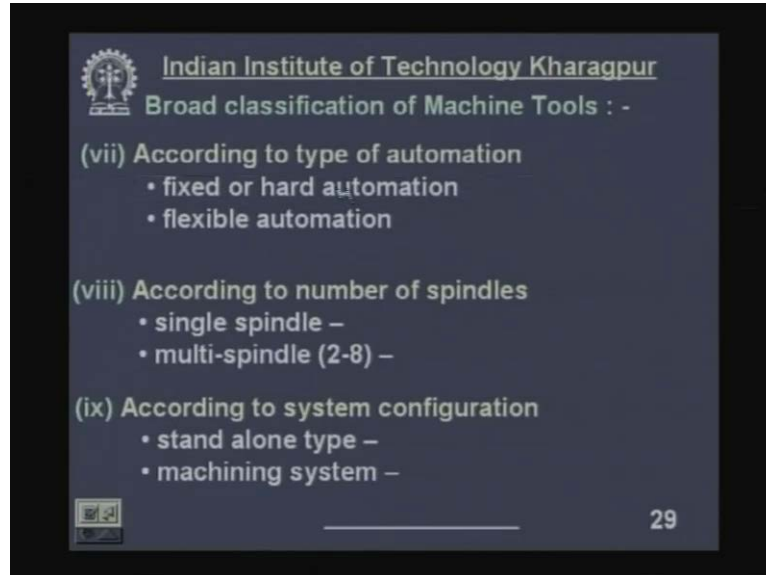 Indian Institute of Technology Kharagpur
Broad classification of Machine Tools : -
(vii) According to type of automation
• fixed or hard automation
• flexible automation
(viii) According to number of spindles
• single spindle –
• multi-spindle (2-8) –
(ix) According to system configuration
• stand alone type –
• machining system –
29